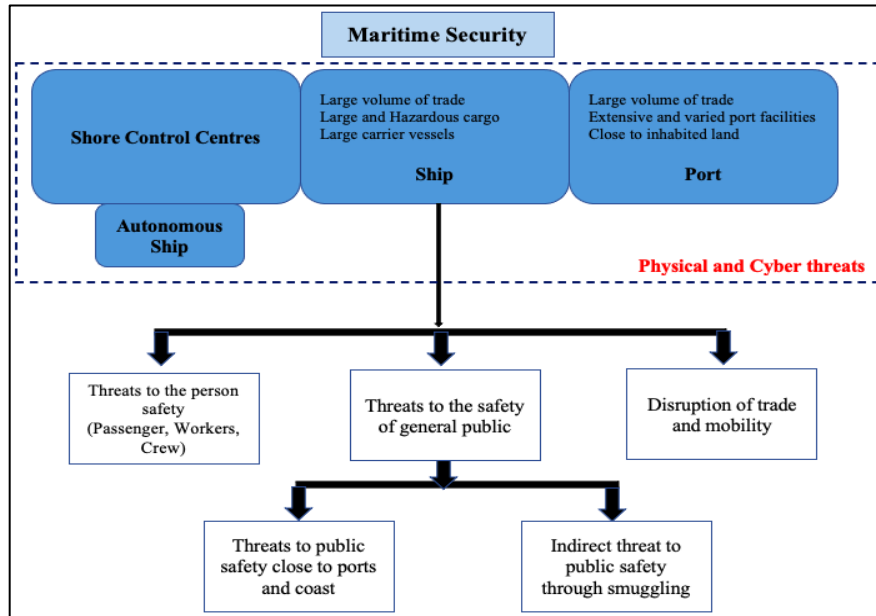 Maritime Security
Shore Control Centres
Autonomous
Ship
Large volume of trade
Large and Hazardous cargo
Large carrier vessels
Ship
Large volume of trade
Extensive and varied port facilities
Close to inhabited land
Port
Physical and Cyber threats
Threats to the person
safety
(Passenger, Workers,
Crew)
Threats to the safety
of general public
Disruption of trade
and mobility
Threats to public
safety close to ports
and coast
Indirect threat to
public safety
through smuggling